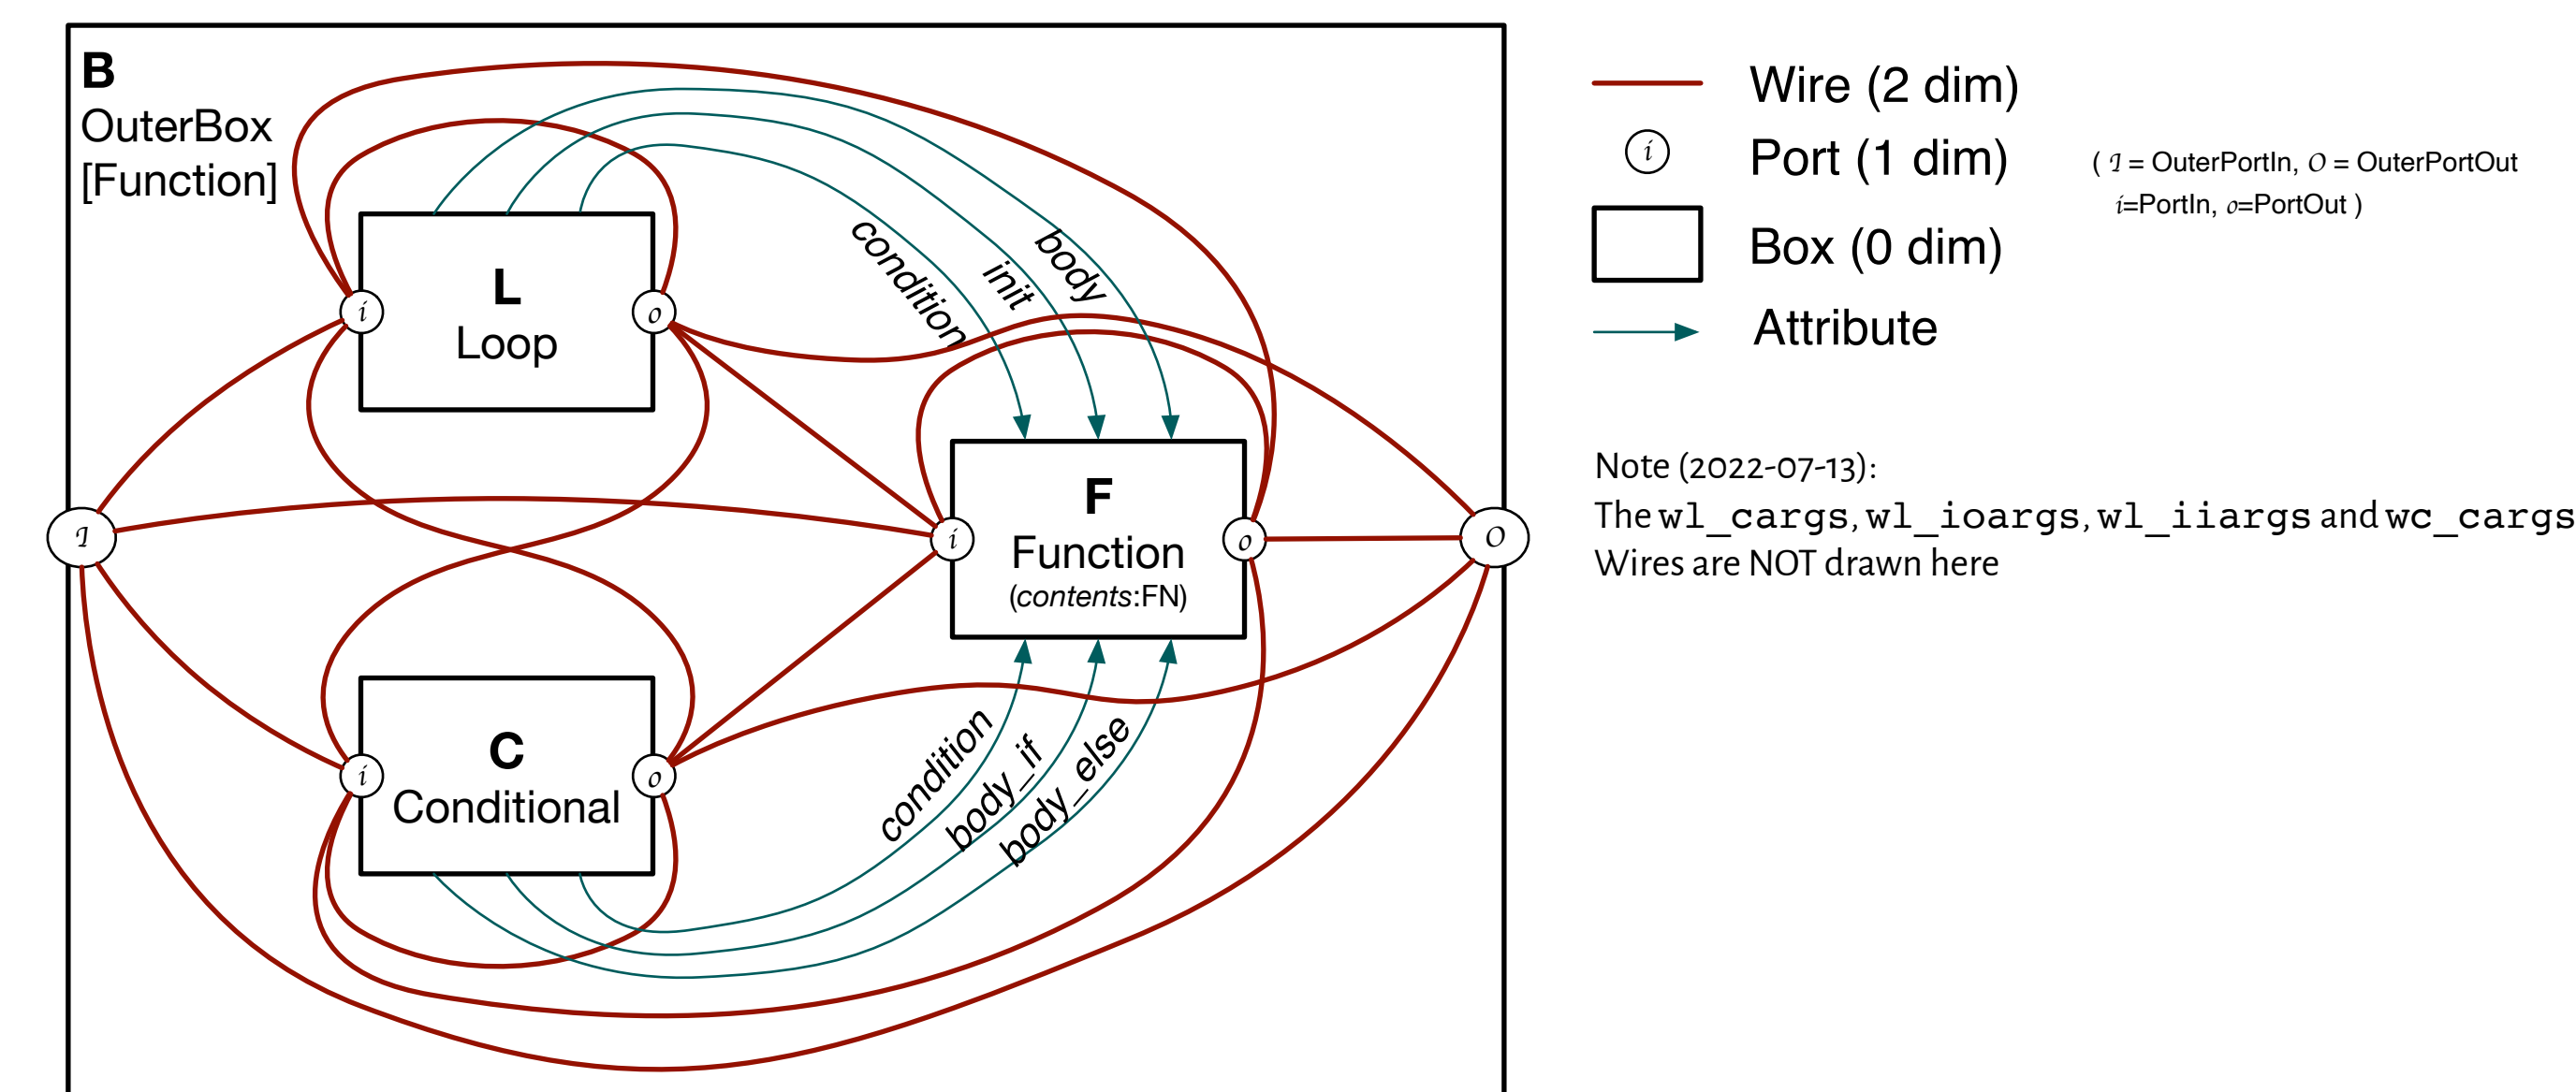 B
OuterBox
[Function]
L
Loop
i
o
condition
init
body
I
F
Function
(contents:FN)
i
o
O
C
Conditional
i
o
condition
body_if
body_else
Wire (2 dim)
i
Port (1 dim)
( I = OuterPortIn, O = OuterPortOut
i=PortIn, o=PortOut )
Box (0 dim)
Attribute
Note (2022-07-13):
The wl_cargs, wl_ioargs, wl_iiargs and wc_cargs
Wires are NOT drawn here